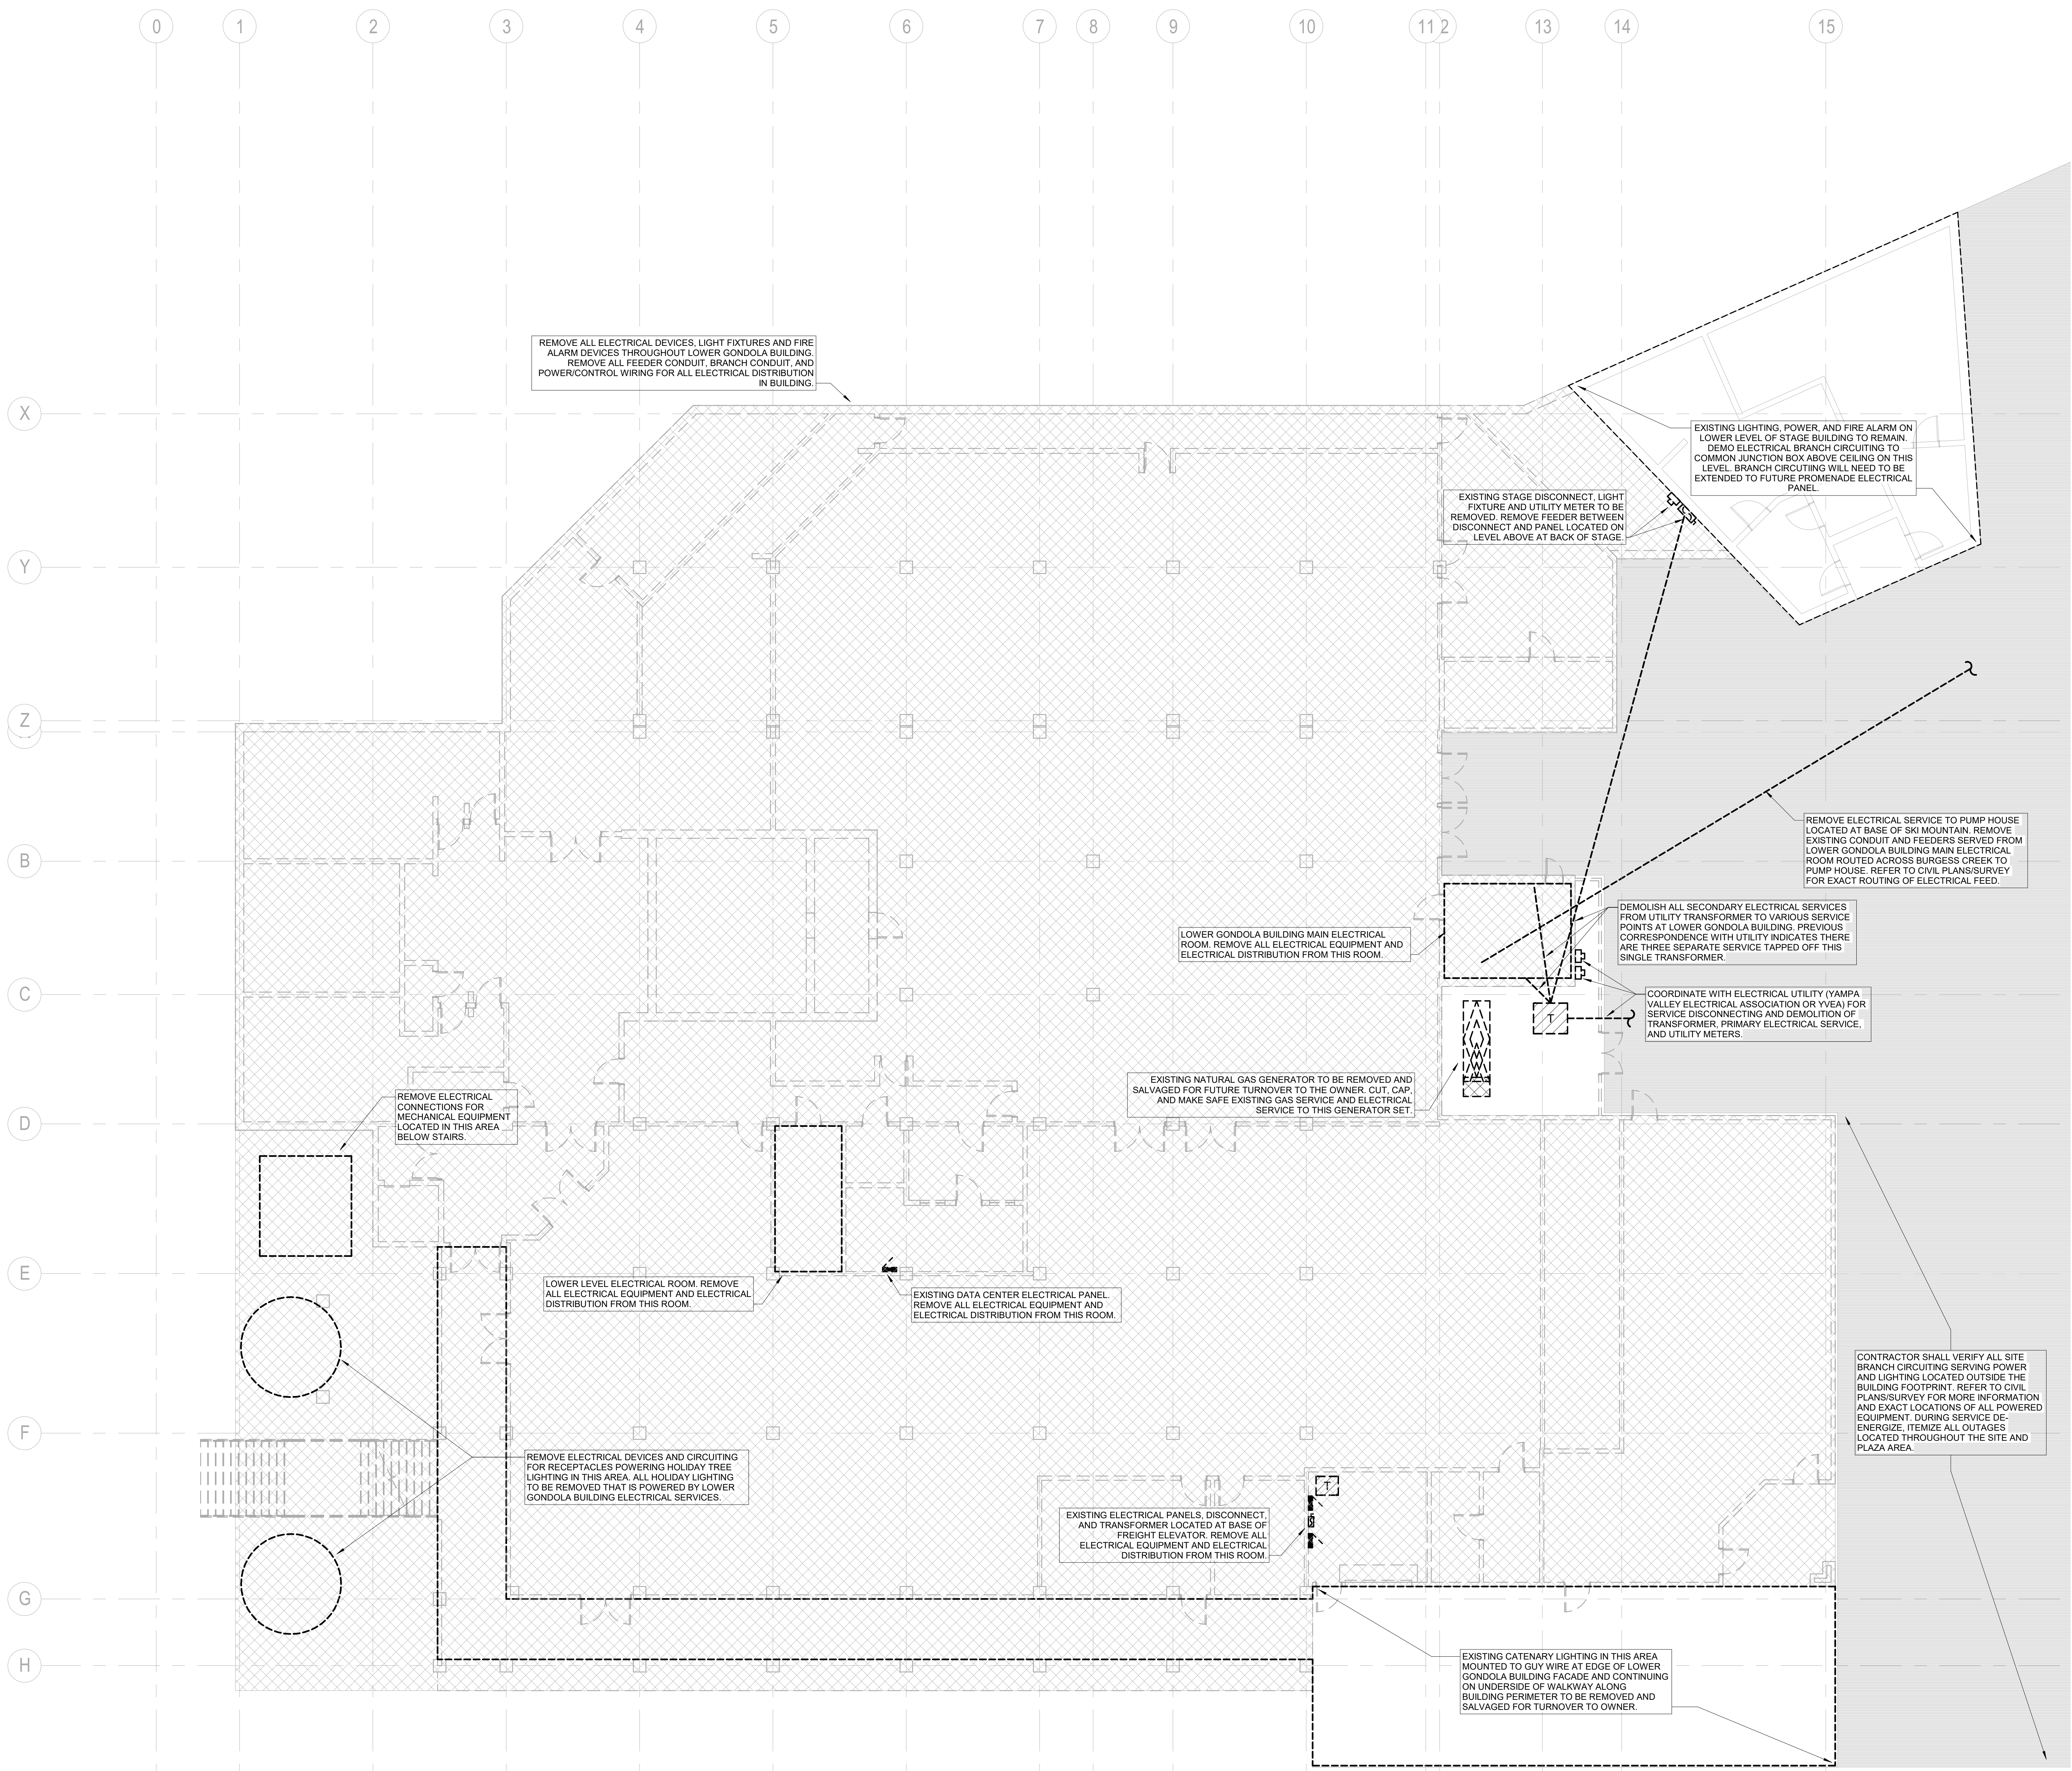 0 1 2 3 4 5 6 7 8 9 10 11 2 13 14 15
REMOVE ALL ELECTRICAL DEVICES, LIGHT FIXTURES AND FIRE
ALARM DEVICES THROUGHOUT LOWER GONDOLA BUILDING.
REMOVE ALL FEEDER CONDUIT, BRANCH CONDUIT, AND
POWER/CONTROL WIRING FOR ALL ELECTRICAL DISTRIBUTION
IN BUILDING.
X
EXISTING LIGHTING, POWER, AND FIRE ALARM ON
LOWER LEVEL OF STAGE BUILDING TO REMAIN.
DEMO ELECTRICAL BRANCH CIRCUITING TO
COMMON JUNCTION BOX ABOVE CEILING ON THIS
LEVEL. BRANCH CIRCUTIING WILL NEED TO BE
EXTENDED TO FUTURE PROMENADE ELECTRICAL
PANEL.
EXISTING STAGE DISCONNECT, LIGHT
FIXTURE AND UTILITY METER TO BE
REMOVED. REMOVE FEEDER BETWEEN
DISCONNECT AND PANEL LOCATED ON
LEVEL ABOVE AT BACK OF STAGE.
Y
Z
REMOVE ELECTRICAL SERVICE TO PUMP HOUSE
LOCATED AT BASE OF SKI MOUNTAIN. REMOVE
EXISTING CONDUIT AND FEEDERS SERVED FROM
LOWER GONDOLA BUILDING MAIN ELECTRICAL
ROOM ROUTED ACROSS BURGESS CREEK TO
PUMP HOUSE. REFER TO CIVIL PLANS/SURVEY
FOR EXACT ROUTING OF ELECTRICAL FEED.
B
DEMOLISH ALL SECONDARY ELECTRICAL SERVICES
FROM UTILITY TRANSFORMER TO VARIOUS SERVICE
POINTS AT LOWER GONDOLA BUILDING. PREVIOUS
CORRESPONDENCE WITH UTILITY INDICATES THERE
ARE THREE SEPARATE SERVICE TAPPED OFF THIS
SINGLE TRANSFORMER.
LOWER GONDOLA BUILDING MAIN ELECTRICAL
ROOM. REMOVE ALL ELECTRICAL EQUIPMENT AND
ELECTRICAL DISTRIBUTION FROM THIS ROOM.
C
COORDINATE WITH ELECTRICAL UTILITY (YAMPA
VALLEY ELECTRICAL ASSOCIATION OR YVEA) FOR
SERVICE DISCONNECTING AND DEMOLITION OF
TRANSFORMER, PRIMARY ELECTRICAL SERVICE,
AND UTILITY METERS.
T
EXISTING NATURAL GAS GENERATOR TO BE REMOVED AND
SALVAGED FOR FUTURE TURNOVER TO THE OWNER. CUT, CAP,
AND MAKE SAFE EXISTING GAS SERVICE AND ELECTRICAL
SERVICE TO THIS GENERATOR SET.
REMOVE ELECTRICAL
CONNECTIONS FOR
MECHANICAL EQUIPMENT
LOCATED IN THIS AREA
BELOW STAIRS.
D
E
LOWER LEVEL ELECTRICAL ROOM. REMOVE
ALL ELECTRICAL EQUIPMENT AND ELECTRICAL
DISTRIBUTION FROM THIS ROOM.
EXISTING DATA CENTER ELECTRICAL PANEL.
REMOVE ALL ELECTRICAL EQUIPMENT AND
ELECTRICAL DISTRIBUTION FROM THIS ROOM.
CONTRACTOR SHALL VERIFY ALL SITE
BRANCH CIRCUITING SERVING POWER
AND LIGHTING LOCATED OUTSIDE THE
BUILDING FOOTPRINT. REFER TO CIVIL
PLANS/SURVEY FOR MORE INFORMATION
AND EXACT LOCATIONS OF ALL POWERED
EQUIPMENT. DURING SERVICE DE-
ENERGIZE, ITEMIZE ALL OUTAGES
LOCATED THROUGHOUT THE SITE AND
PLAZA AREA.
F
REMOVE ELECTRICAL DEVICES AND CIRCUITING
FOR RECEPTACLES POWERING HOLIDAY TREE
LIGHTING IN THIS AREA. ALL HOLIDAY LIGHTING
TO BE REMOVED THAT IS POWERED BY LOWER
GONDOLA BUILDING ELECTRICAL SERVICES.
T
EXISTING ELECTRICAL PANELS, DISCONNECT,
AND TRANSFORMER LOCATED AT BASE OF
FREIGHT ELEVATOR. REMOVE ALL
ELECTRICAL EQUIPMENT AND ELECTRICAL
DISTRIBUTION FROM THIS ROOM.
G
H
EXISTING CATENARY LIGHTING IN THIS AREA
MOUNTED TO GUY WIRE AT EDGE OF LOWER
GONDOLA BUILDING FACADE AND CONTINUING
ON UNDERSIDE OF WALKWAY ALONG
BUILDING PERIMETER TO BE REMOVED AND
SALVAGED FOR TURNOVER TO OWNER.